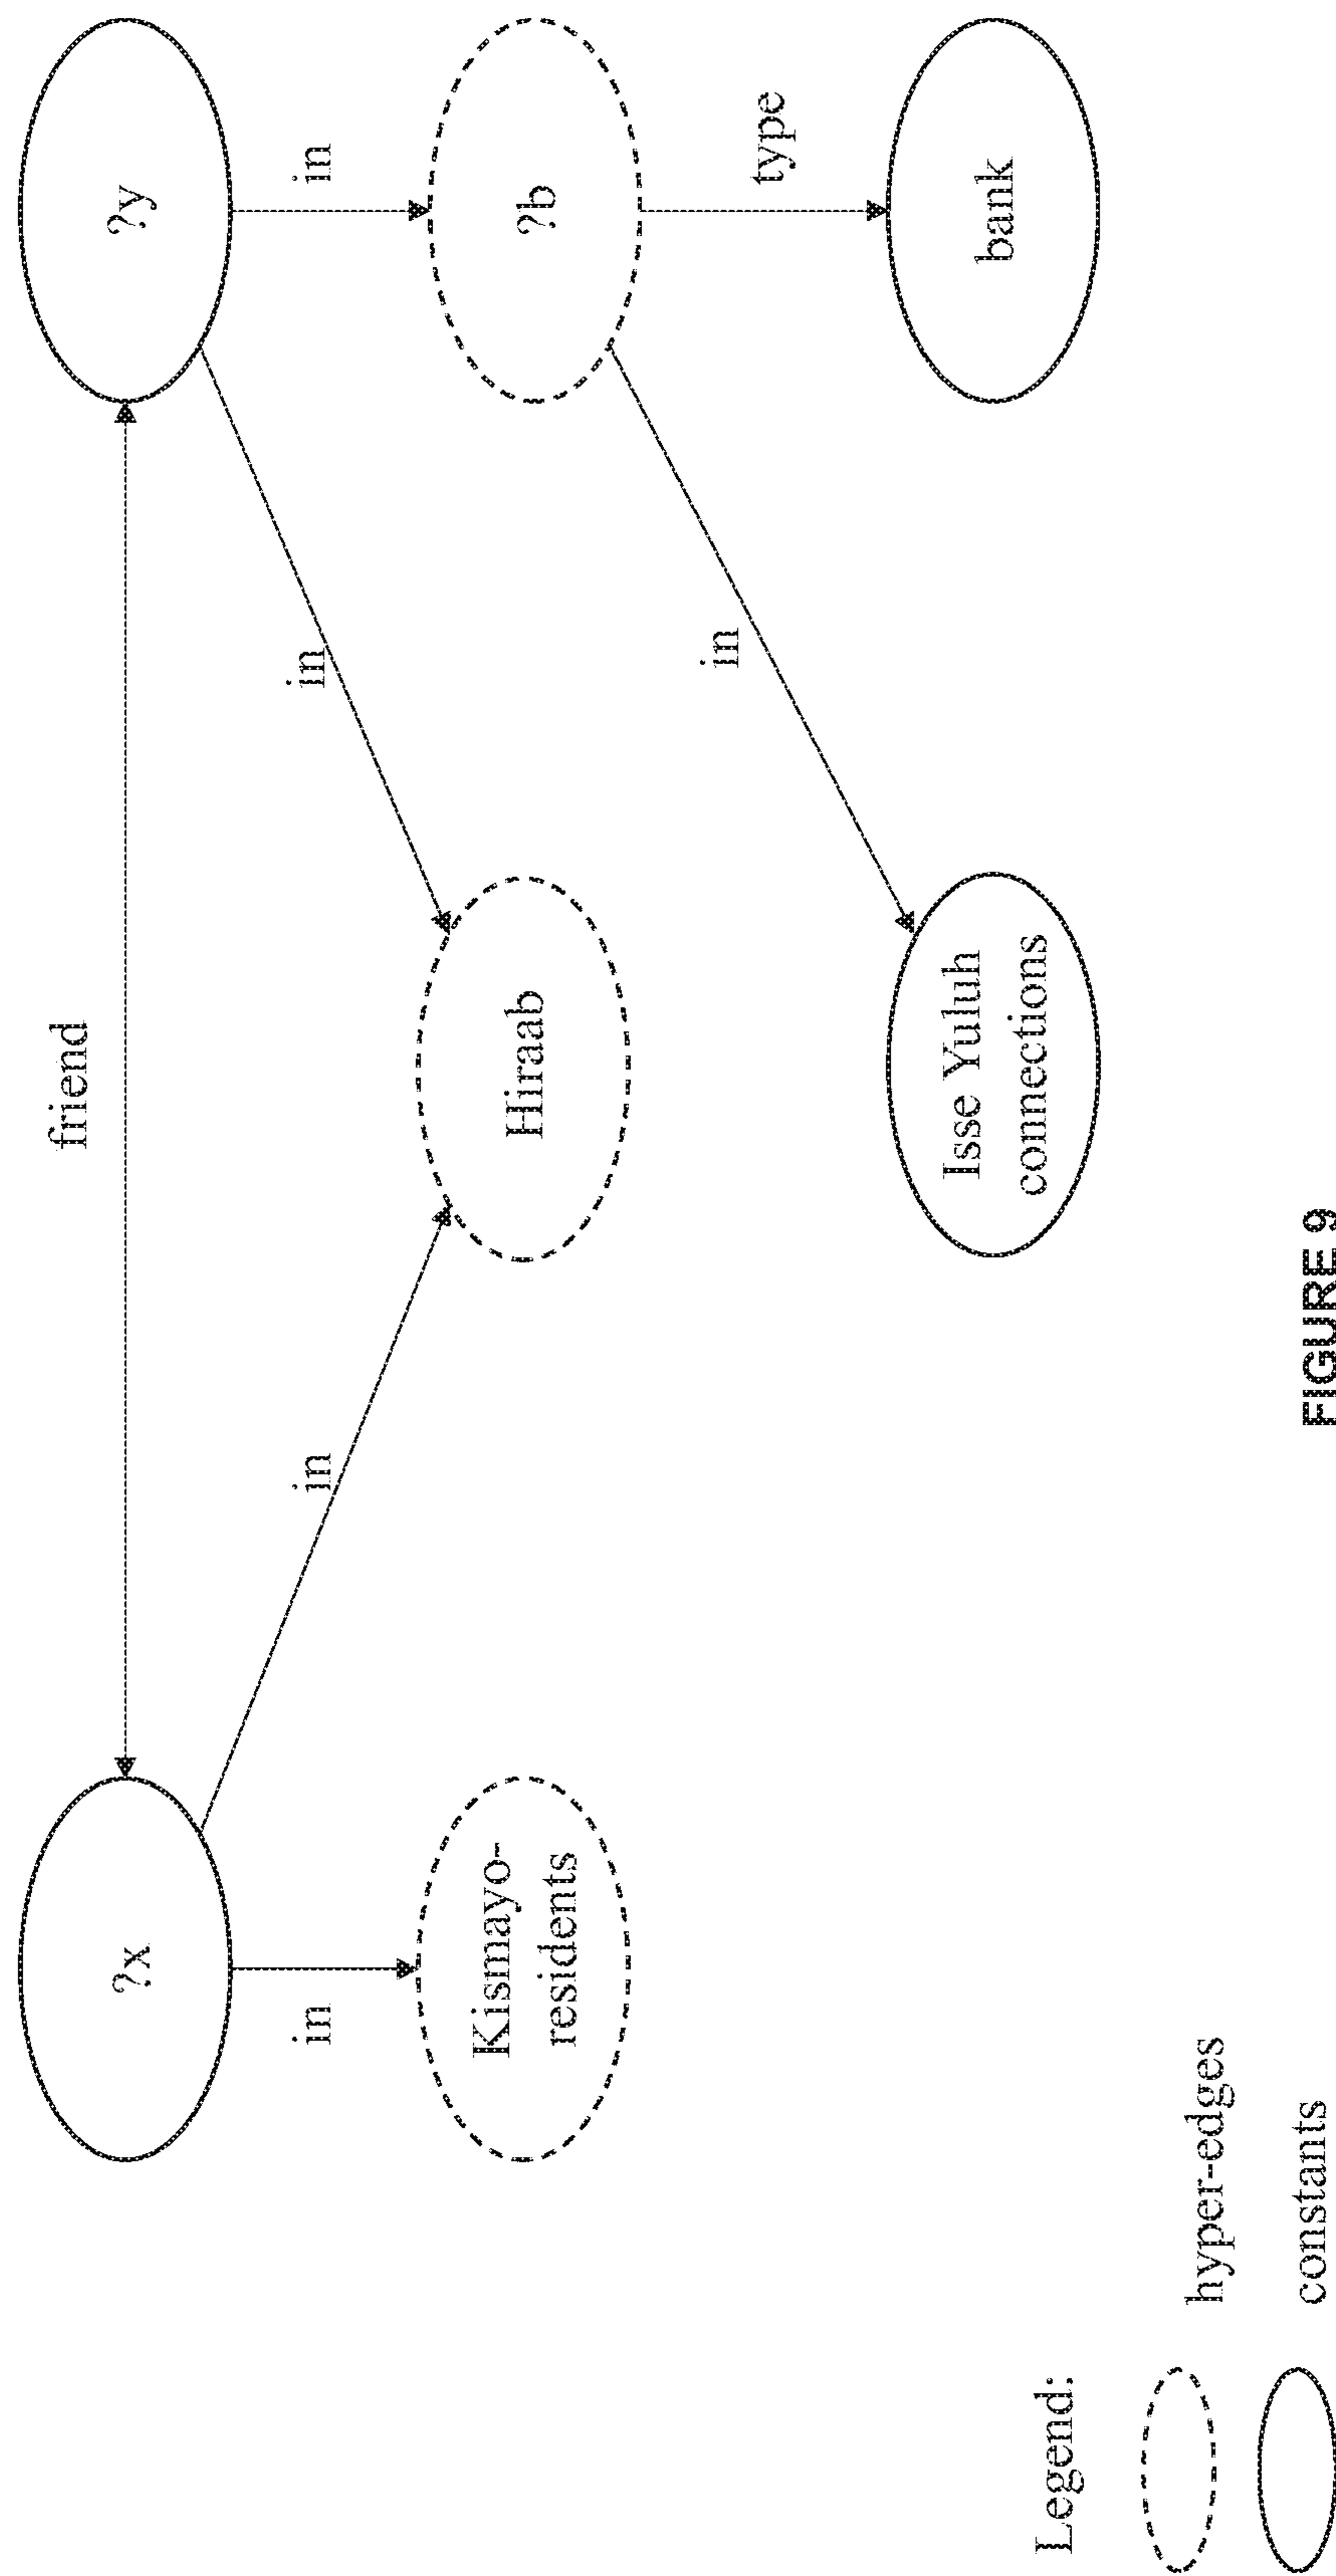 friend
?x
?y
in
in
in
in
Kismayo-
residents
Hiraab
?b
in
type
Isse Yuluh
connections
bank
Legend:
hyper-edges
constants
FIGURE 9